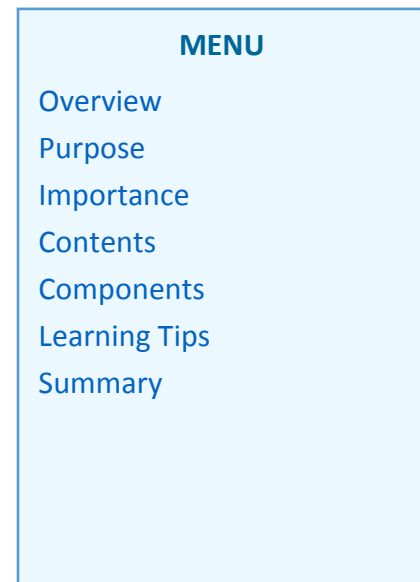 MENU
Overview
Purpose
Importance
Contents
Components
Learning Tips
Summary